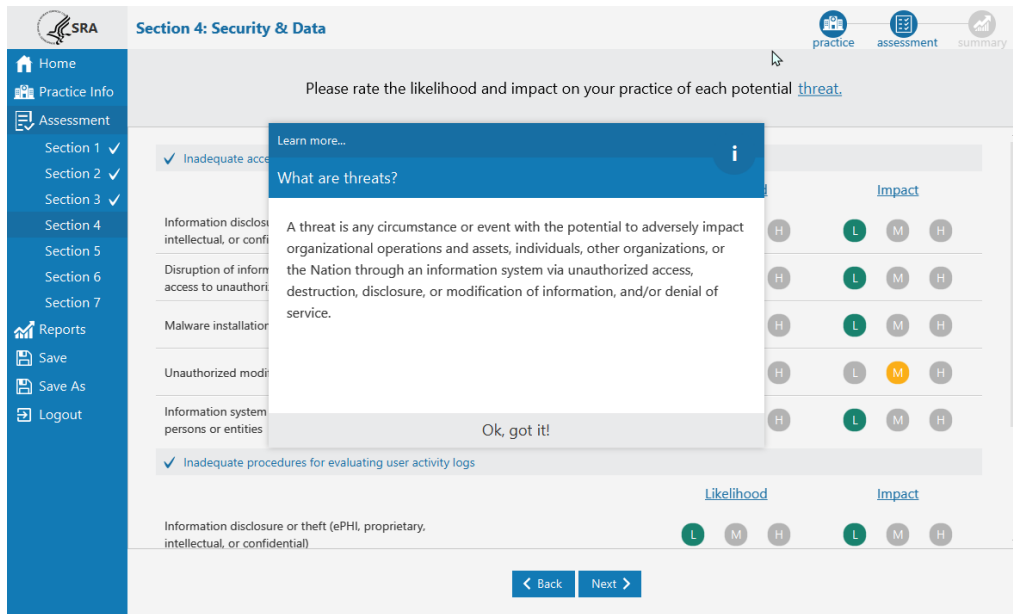 SRA
Section 4: Security & Data
practice
assessment
summary
Home
Practice Info
Assessment
Section 1
Section 2
Section 3
Section 4
Section 5
Section 6
Section 7
Reports
Save
Save As
Logout
Please rate the likelihood and impact on your practice of each potential threat.
Learn more...
i
What are threats?
A threat is any circumstance or event with the potential to adversely impact
organizational operations and assets, individuals, other organizations, or
the Nation through an information system via unauthorized access,
destruction, disclosure, or modification of information, and/or denial of
service.
Ok, got it!
Inadequate acce
Impact
Information disclosu
intellectual, or confi
H L M H
Disruption of inform
access to unauthori
H L M H
Malware installation
H L M H
Unauthorized modi
H L M H
Information system
persons or entities
H L M H
Inadequate procedures for evaluating user activity logs
Likelihood Impact
Information disclosure or theft (ePHI, proprietary,
intellectual, or confidential)
L M H L M H
Back
Next